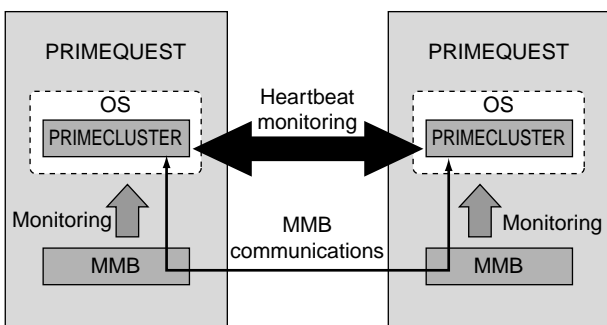 PRIMEQUEST
OS
PRIMECLUSTER
Monitoring
MMB
Heartbeat
monitoring
MMB
communications
PRIMEQUEST
OS
PRIMECLUSTER
Monitoring
MMB